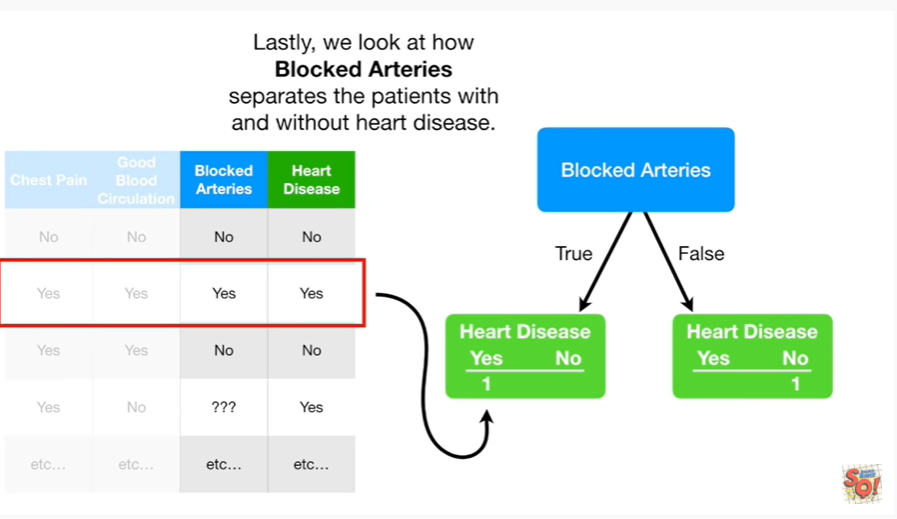 Lastly, we look at how
Blocked Arteries
separates the patients with
and without heart disease.
Chest Pain Good Blood Circulation Blocked Arteries Heart Disease
No No No No
Yes Yes Yes Yes
Yes Yes No No
Yes No ??? Yes
etc... etc... etc... etc...
Blocked Arteries
True False
Heart Disease
Yes No
1
Heart Disease
Yes No
1
SQ!